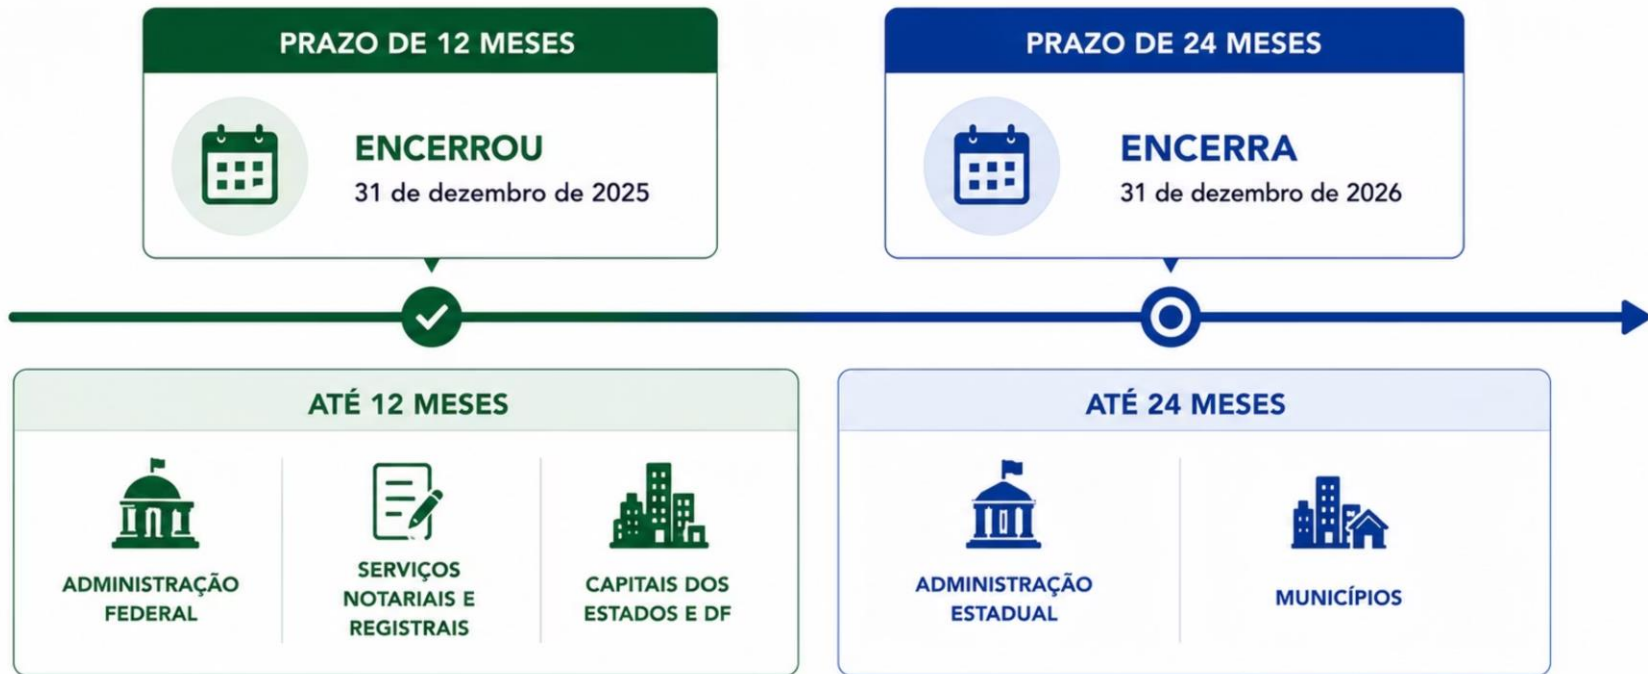 PRAZO DE 12 MESES
ENCERROU
31 de dezembro de 2025
PRAZO DE 24 MESES
ENCERRA
31 de dezembro de 2026
ATÉ 12 MESES
ADMINISTRAÇÃO
FEDERAL
SERVIÇOS
NOTARIAIS E
REGISTRAIS
CAPITAIS DOS
ESTADOS E DF
ATÉ 24 MESES
ADMINISTRAÇÃO
ESTADUAL
MUNICÍPIOS